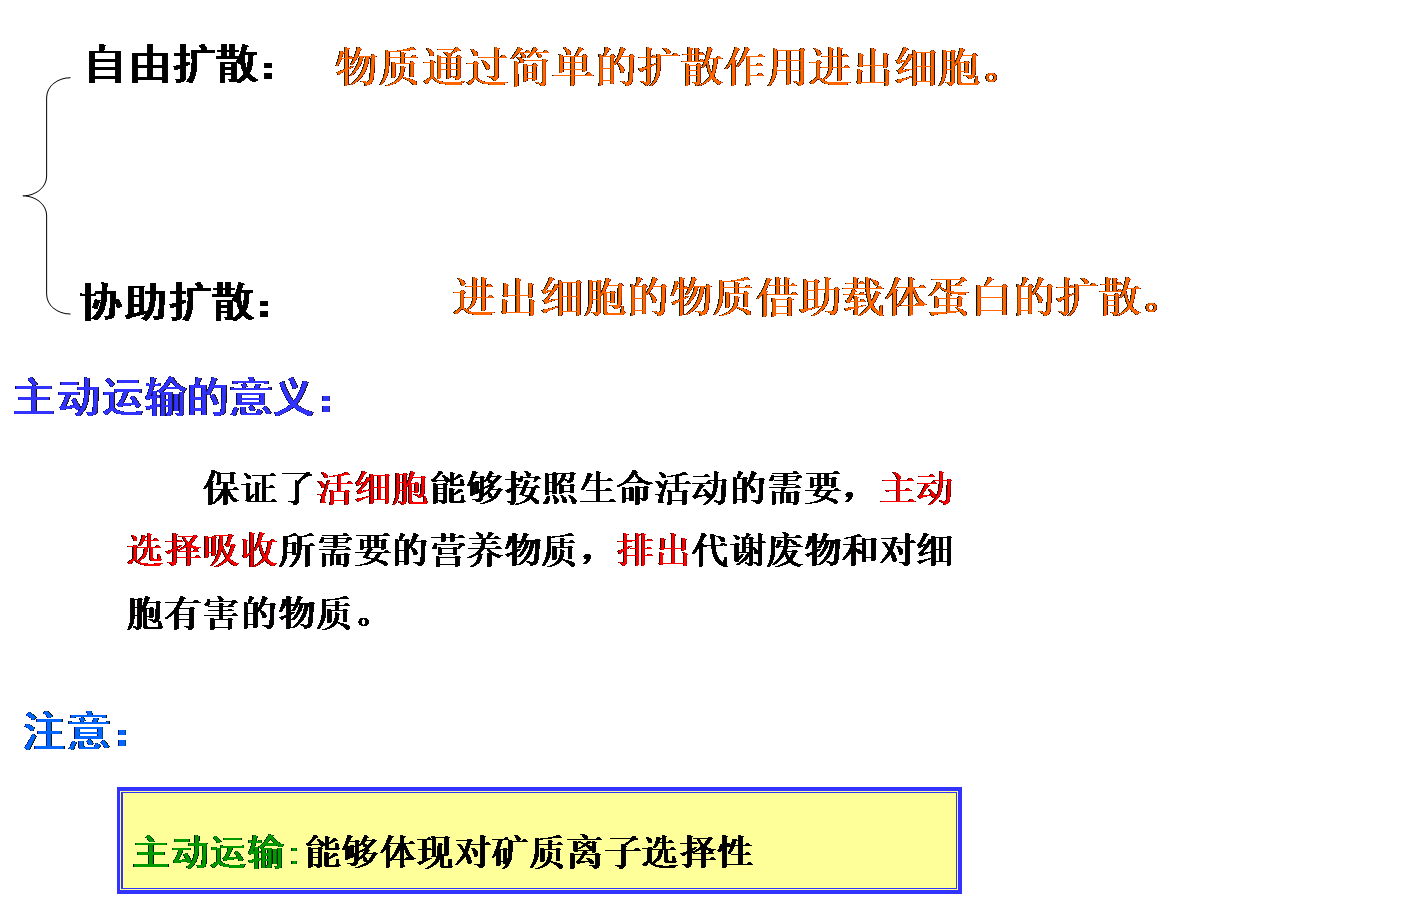 自由扩散： 物质通过简单的扩散作用进出细胞。
协助扩散： 进出细胞的物质借助载体蛋白的扩散。
主动运输的意义：
保证了活细胞能够按照生命活动的需要，主动
选择吸收所需要的营养物质，排出代谢废物和对细
胞有害的物质。
注意：
主动运输:能够体现对矿质离子选择性